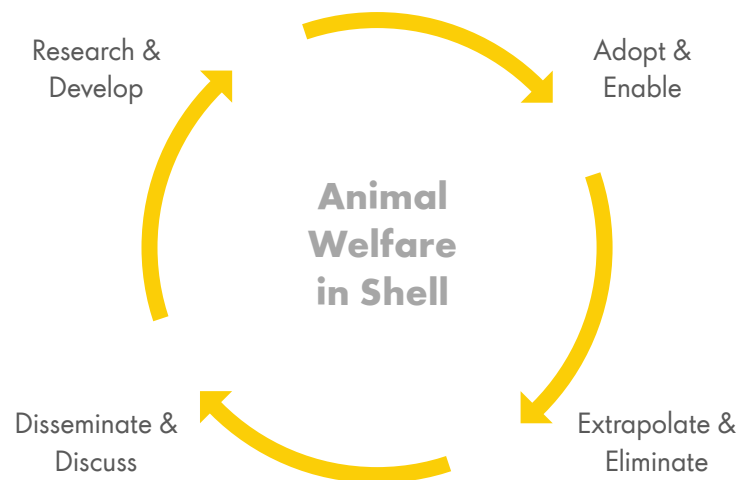 Research &
Develop
Adopt &
Enable
Animal
Welfare
in Shell
Disseminate &
Discuss
Extrapolate &
Eliminate